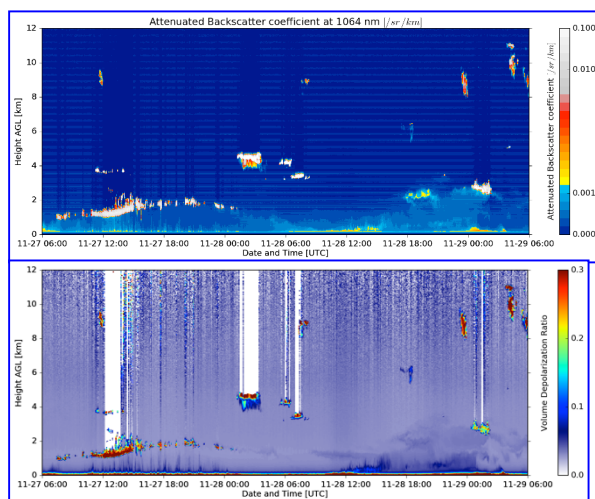 Attenuated Backscatter coefficient at 1064 nm [/sr/km]
12
10
8
6
4
2
0
Height AGL [km]
11-27 06:00 11-27 12:00 11-27 18:00 11-28 00:00 11-28 06:00 11-28 12:00 11-28 18:00 11-29 00:00 11-29 06:00
Date and Time [UTC]
0.100
0.010
0.000
0.000
Attenuated Backscatter coefficient [/sr/km]
12
10
8
6
4
2
0
Height AGL [km]
11-27 06:00 11-27 12:00 11-27 18:00 11-28 00:00 11-28 06:00 11-28 12:00 11-28 18:00 11-29 00:00 11-29 06:00
Date and Time [UTC]
0.3
0.2
0.1
0.0
Volume Depolarization Ratio